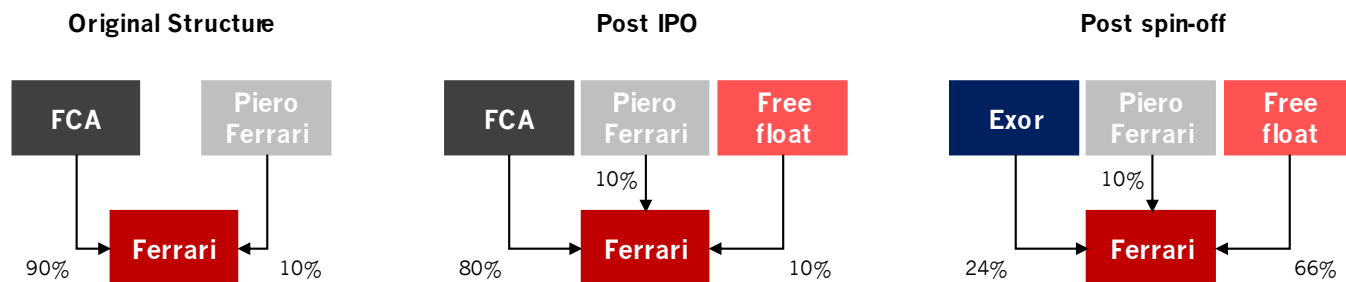 Original Structure
FCA
Piero
Ferrari
Ferrari
90%
10%
Post IPO
FCA
Piero
Ferrari
Free
float
10%
Ferrari
80%
10%
Post spin-off
Exor
Piero
Ferrari
Free
float
10%
Ferrari
24%
66%